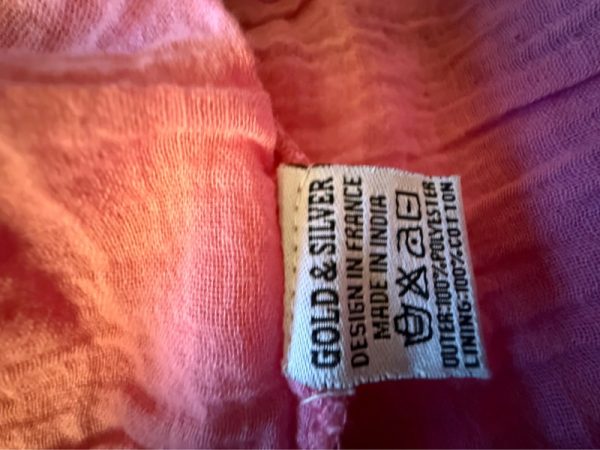 GOLD & SILVER
DESIGN IN FRANCE
MADE IN INDIA
OUTER:100%POLYESTER
LINING:100%COTTON